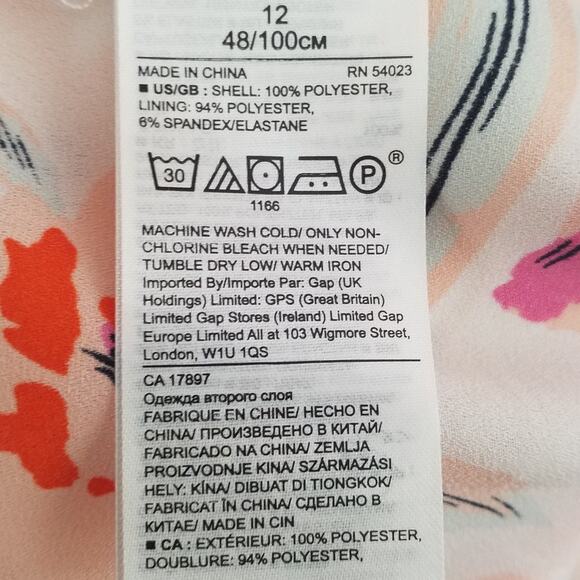 12
48/100CM
MADE IN CHINA RN 54023
■ US/GB : SHELL: 100% POLYESTER,
LINING: 94% POLYESTER,
6% SPANDEX/ELASTANE
30 P ®
1166
MACHINE WASH COLD/ ONLY NON-
CHLORINE BLEACH WHEN NEEDED/
TUMBLE DRY LOW/ WARM IRON
Imported By/Importe Par: Gap (UK
Holdings) Limited: GPS (Great Britain)
Limited Gap Stores (Ireland) Limited Gap
Europe Limited All at 103 Wigmore Street,
London, W1U 1QS
CA 17897
Одежда второго слоя
FABRIQUE EN CHINE/ HECHO EN
CHINA/ ПРОИЗВЕДЕНО В КИТАЙ/
FABRICADO NA CHINA/ ZEMLJA
PROIZVODNJE KINA/ SZÁRMAZÁSI
HELY: KÍNA/ DIBUAT DI TIONGKOK/
FABRICAT ÎN CHINA/ СДЕЛАНО В
КИТАЕ/ MADE IN CIN
■ CA : EXTÉRIEUR: 100% POLYESTER,
DOUBLURE: 94% POLYESTER,